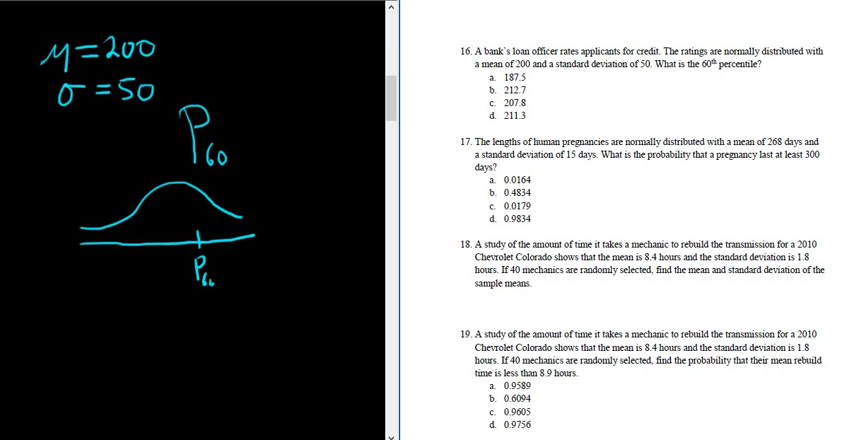 μ = 200
σ = 50
P60
P60
16. A bank's loan officer rates applicants for credit. The ratings are normally distributed with
a mean of 200 and a standard deviation of 50. What is the 60th percentile?
a. 187.5
b. 212.7
c. 207.8
d. 211.3
17. The lengths of human pregnancies are normally distributed with a mean of 268 days and
a standard deviation of 15 days. What is the probability that a pregnancy last at least 300
days?
a. 0.0164
b. 0.4834
c. 0.0179
d. 0.9834
18. A study of the amount of time it takes a mechanic to rebuild the transmission for a 2010
Chevrolet Colorado shows that the mean is 8.4 hours and the standard deviation is 1.8
hours. If 40 mechanics are randomly selected, find the mean and standard deviation of the
sample means.
19. A study of the amount of time it takes a mechanic to rebuild the transmission for a 2010
Chevrolet Colorado shows that the mean is 8.4 hours and the standard deviation is 1.8
hours. If 40 mechanics are randomly selected, find the probability that their mean rebuild
time is less than 8.9 hours.
a. 0.9589
b. 0.6094
c. 0.9605
d. 0.9756